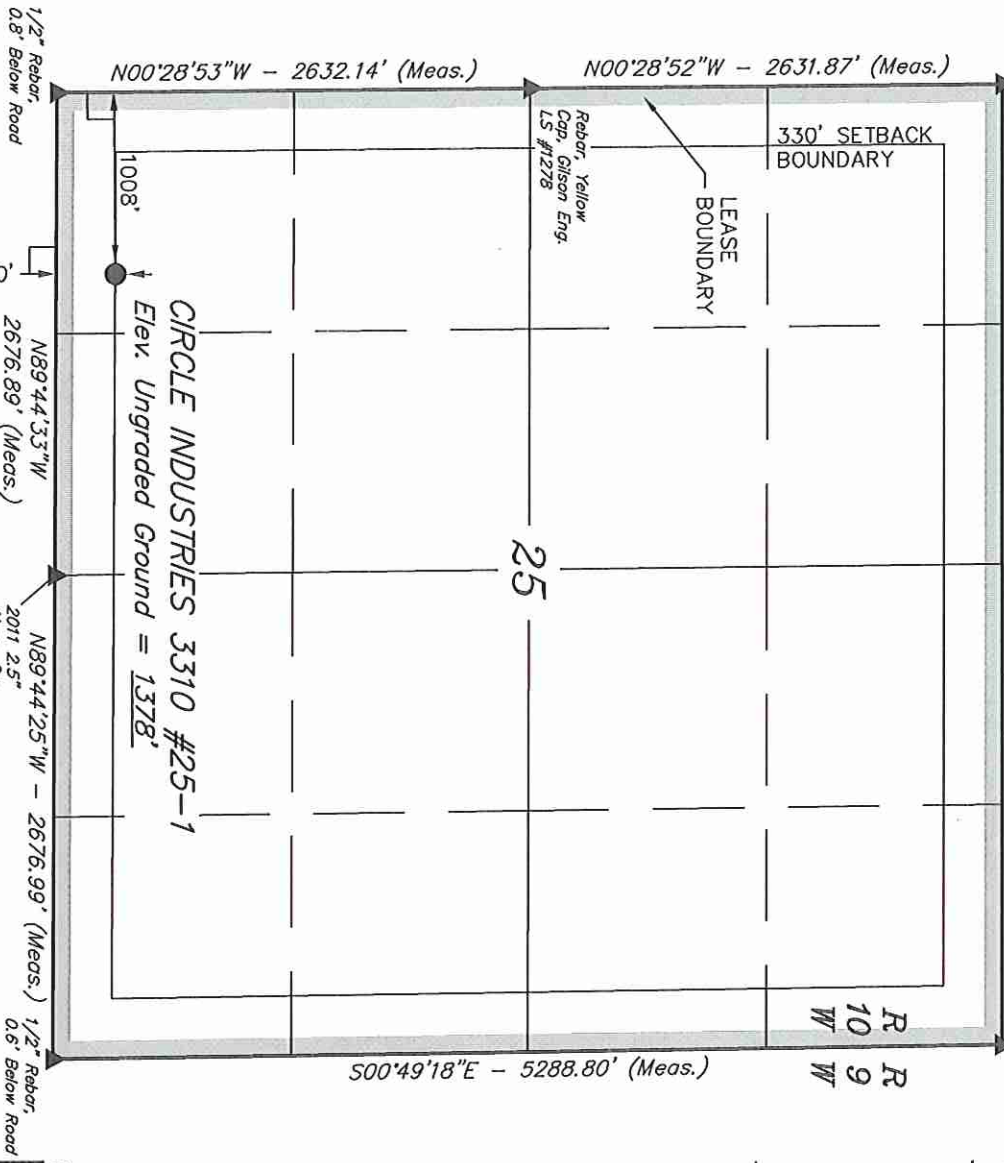 N00°28'53"W - 2632.14' (Meas.)
N00°28'52"W - 2631.87' (Meas.)
1/2" Rebar,
0.8' Below Road
Rebar, Yellow
Cap, Gilson Eng.
LS #1278
330' SETBACK
BOUNDARY
LEASE
BOUNDARY
1008'
25
CIRCLE INDUSTRIES 3310 #25-1
Elev. Ungraded Ground = 1378'
N89°44'33"W
2676.89' (Meas.)
2011 2.5"
N89°44'25"W - 2676.99' (Meas.)
1/2" Rebar,
0.6' Below Road
S00°49'18"E - 5288.80' (Meas.)
R R
10 9
W W